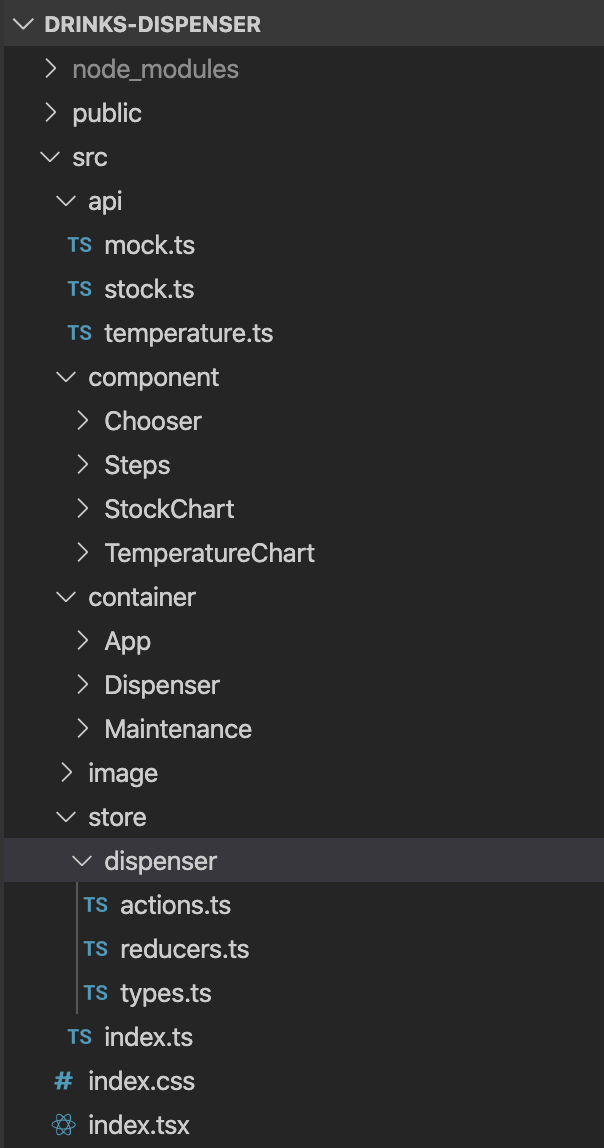 DRINKS-DISPENSER
node_modules
public
src
api
TS mock.ts
TS stock.ts
TS temperature.ts
component
Chooser
Steps
StockChart
TemperatureChart
container
App
Dispenser
Maintenance
image
store
dispenser
TS actions.ts
TS reducers.ts
TS types.ts
TS index.ts
# index.css
index.tsx